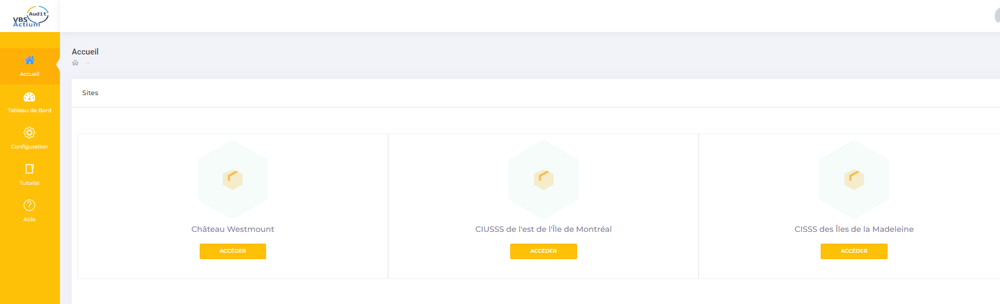 Audit
VBS
Actium
Accueil
Accueil
-
Tableau de Bord
Configuration
Tutorial
Aide
Sites
Château Westmount
ACCÉDER
CIUSSS de l'est de l'Île de Montréal
ACCÉDER
CISSS des Îles de la Madeleine
ACCÉDER